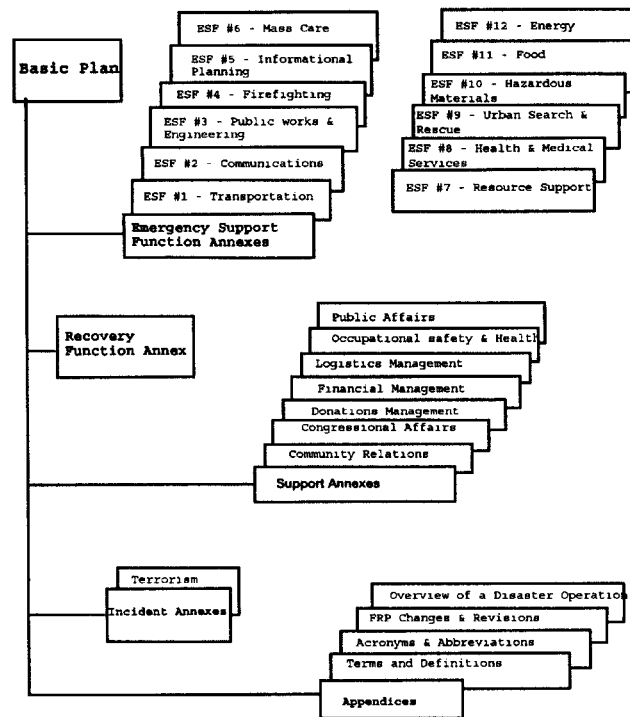 Basic Plan
ESF #6 - Mass Care
ESF #5 - Informational
Planning
ESF #4 - Firefighting
ESF #3 - Public works &
Engineering
ESF #2 - Communications
ESF #1 - Transportation
Emergency Support
Function Annexes
ESF #12 - Energy
ESF #11 - Food
ESF #10 - Hazardous
Materials
ESF #9 - Urban Search &
Rescue
ESF #8 - Health & Medical
Services
ESF #7 - Resource Support
Recovery
Function Annex
Public Affairs
Occupational safety & Health
Logistics Management
Financial Management
Donations Management
Congressional Affairs
Community Relations
Support Annexes
Terrorism
Incident Annexes
Overview of a Disaster Operation
FRP Changes & Revisions
Acronyms & Abbreviations
Terms and Definitions
Appendices